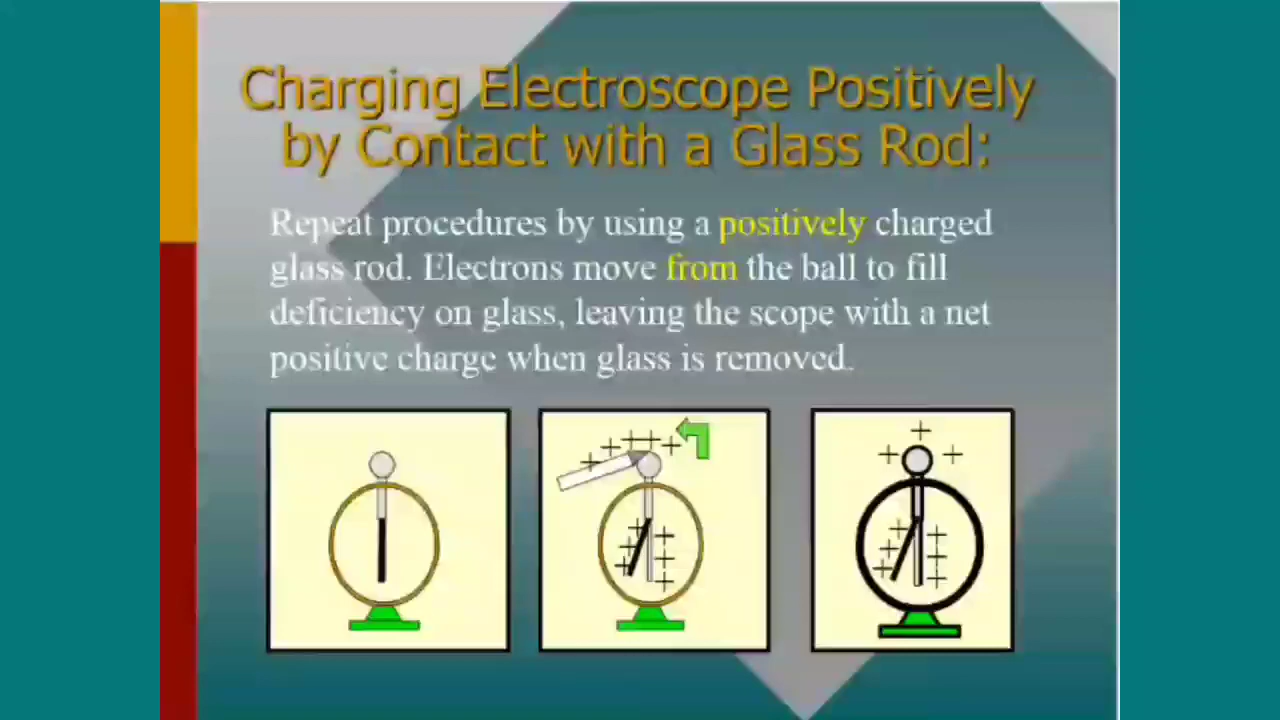 Charging Electroscope Positively
by Contact with a Glass Rod:
Repeat procedures by using a positively charged
glass rod. Electrons move from the ball to fill
deficiency on glass, leaving the scope with a net
positive charge when glass is removed.